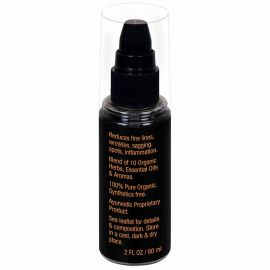 Reduces fine lines,
wrinkles, sagging,
spots, inflammation.
Blend of 10 Organic
Herbs, Essential Oils
& Aromas.
100% Pure Organic.
Synthetics free.
Ayurvedic Proprietary
Product.
See leaflet for details
& composition. Store
in a cool, dark & dry
place.
2 FL OZ / 60 ml